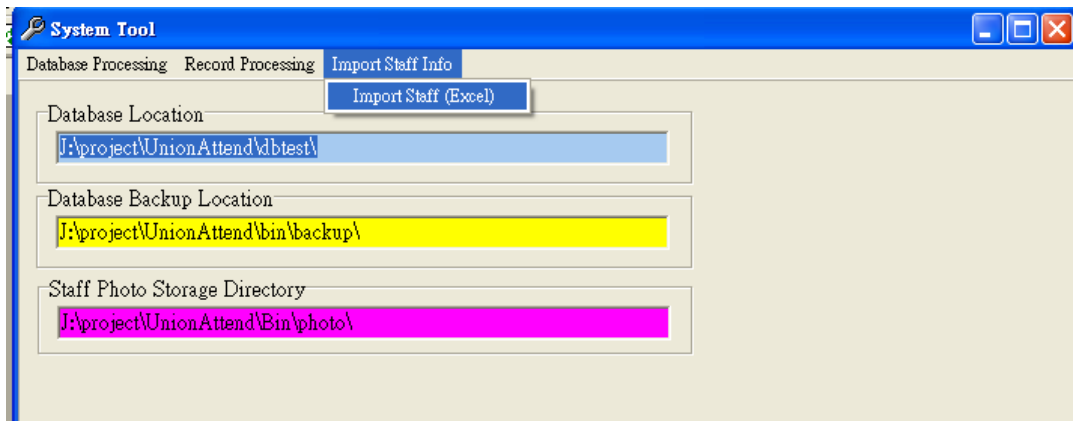 System Tool
Database Processing Record Processing Import Staff Info
Import Staff (Excel)
Database Location
J:\project\UnionAttend\dbtest\
Database Backup Location
J:\project\UnionAttend\bin\backup\
Staff Photo Storage Directory
J:\project\UnionAttend\Bin\photo\